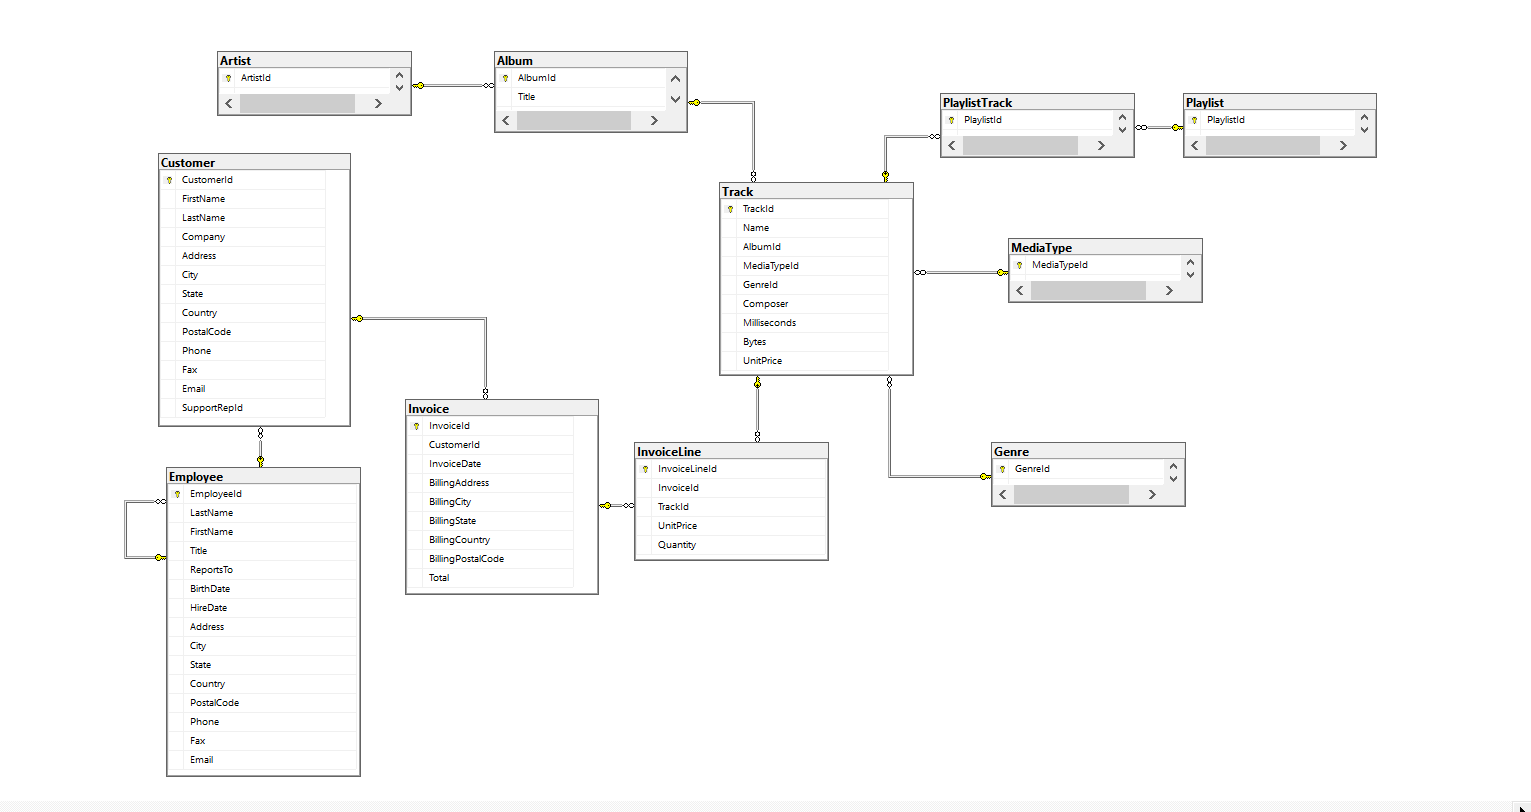 Artist
ArtistId
Album
AlbumId
Title
PlaylistTrack
PlaylistId
Playlist
PlaylistId
Customer
CustomerId
FirstName
LastName
Company
Address
City
State
Country
PostalCode
Phone
Fax
Email
SupportRepId
Track
TrackId
Name
AlbumId
MediaTypeId
GenreId
Composer
Milliseconds
Bytes
UnitPrice
MediaType
MediaTypeId
Invoice
InvoiceId
CustomerId
InvoiceDate
BillingAddress
BillingCity
BillingState
BillingCountry
BillingPostalCode
Total
InvoiceLine
InvoiceLineId
InvoiceId
TrackId
UnitPrice
Quantity
Genre
GenreId
Employee
EmployeeId
LastName
FirstName
Title
ReportsTo
BirthDate
HireDate
Address
City
State
Country
PostalCode
Phone
Fax
Email